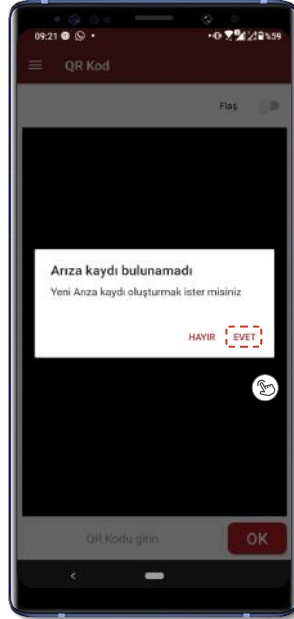 09:21 %59
QR Kod
Flaş
Arıza kaydı bulunamadı
Yeni Arıza kaydı oluşturmak ister misiniz
HAYIR EVET
QR Kodu girin OK